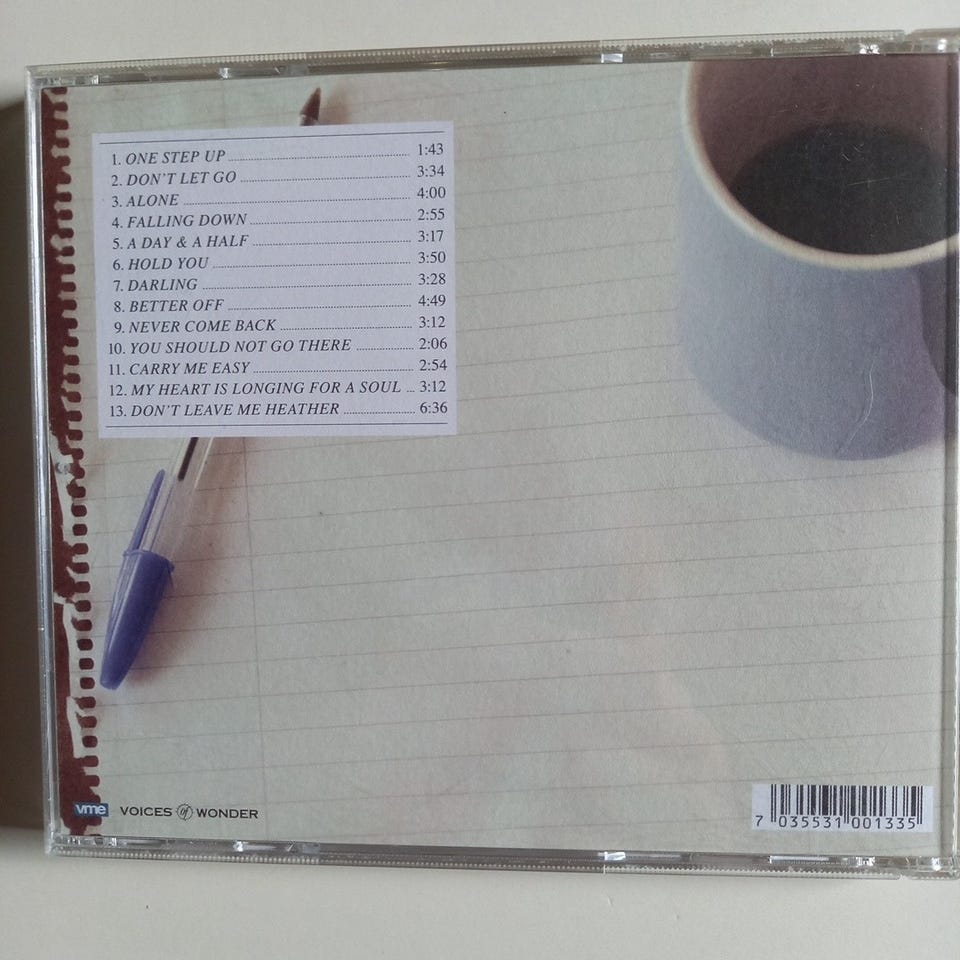 1. ONE STEP UP 1:43
2. DON'T LET GO 3:34
3. ALONE 4:00
4. FALLING DOWN 2:55
5. A DAY & A HALF 3:17
6. HOLD YOU 3:50
7. DARLING 3:28
8. BETTER OFF 4:49
9. NEVER COME BACK 3:12
10. YOU SHOULD NOT GO THERE 2:06
11. CARRY ME EASY 2:54
12. MY HEART IS LONGING FOR A SOUL 3:12
13. DON'T LEAVE ME HEATHER 6:36
vme VOICES of WONDER
7 035531 001335